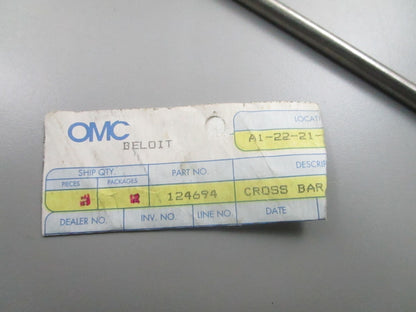 OMC
BELOIT
LOCATI
A1-22-21-
SHIP QTY.
PIECES PACKAGES
PART NO.
DESCRIP
124694
CROSS BAR,
DEALER NO.
INV. NO.
LINE NO.
DATE